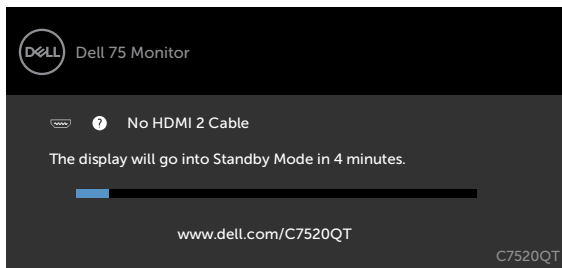 DELL
Dell 75 Monitor
? No HDMI 2 Cable
The display will go into Standby Mode in 4 minutes.
www.dell.com/C7520QT
C7520QT